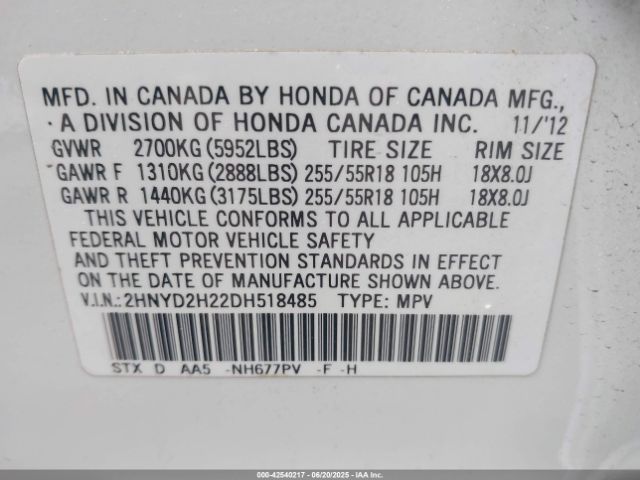 MFD. IN CANADA BY HONDA OF CANADA MFG.,
A DIVISION OF HONDA CANADA INC. 11/'12
GVWR 2700KG (5952LBS) TIRE SIZE RIM SIZE
GAWR F 1310KG (2888LBS) 255/55R18 105H 18X8.0J
GAWR R 1440KG (3175LBS) 255/55R18 105H 18X8.0J
THIS VEHICLE CONFORMS TO ALL APPLICABLE
FEDERAL MOTOR VEHICLE SAFETY
AND THEFT PREVENTION STANDARDS IN EFFECT
ON THE DATE OF MANUFACTURE SHOWN ABOVE.
V.I.N.:2HNYD2H22DH518485 TYPE: MPV
STX D AA5 -NH677PV -F -H
000-42540217 - 06/20/2025 - IAAI.COM